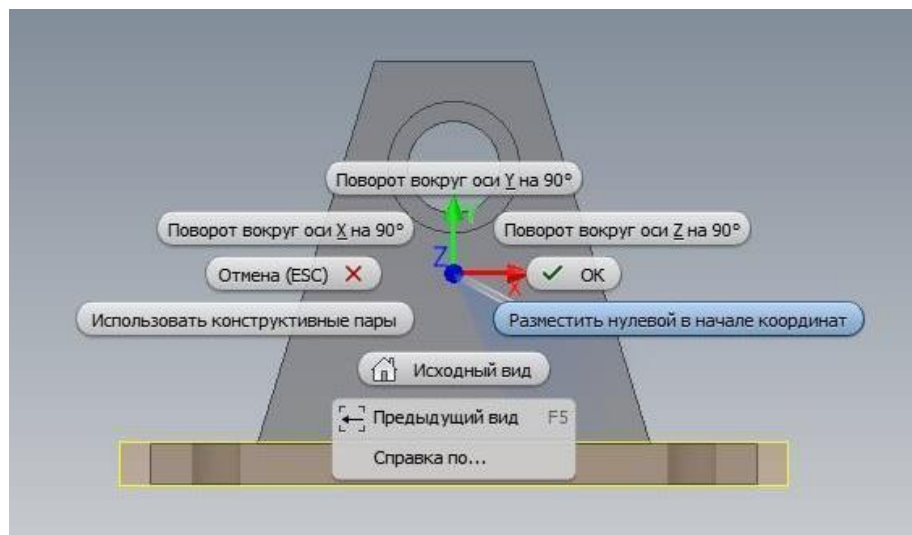 Поворот вокруг оси Y на 90°
Поворот вокруг оси X на 90°
Поворот вокруг оси Z на 90°
Y
Z
X
Отмена (ESC)
OK
Использовать конструктивные пары
Разместить нулевой в начале координат
Исходный вид
Предыдущий вид F5
Справка по...